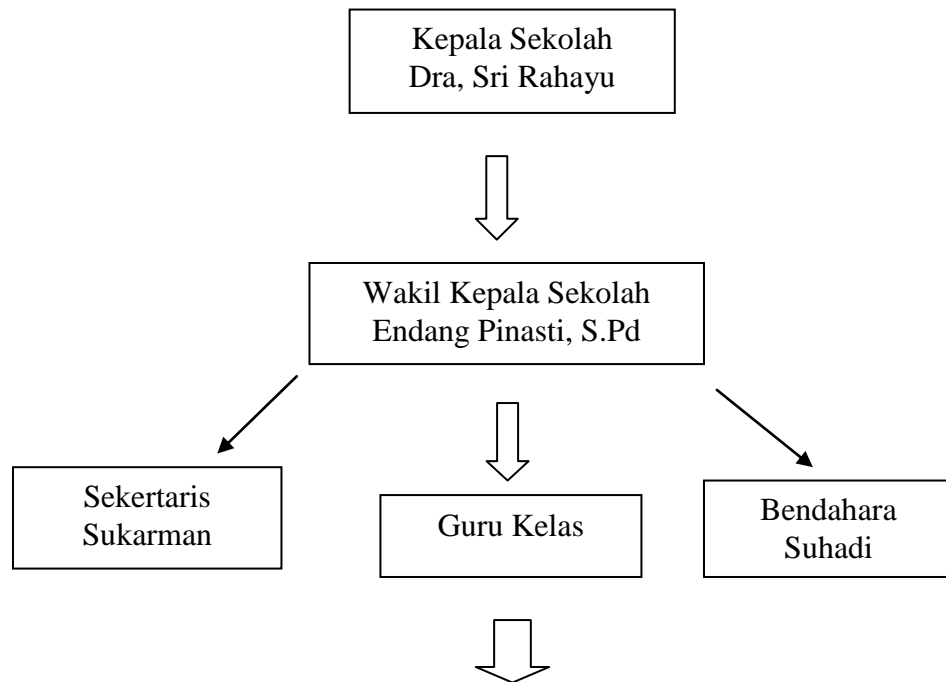 Kepala Sekolah
Dra, Sri Rahayu
Wakil Kepala Sekolah
Endang Pinasti, S.Pd
Sekertaris
Sukarman
Guru Kelas
Bendahara
Suhadi